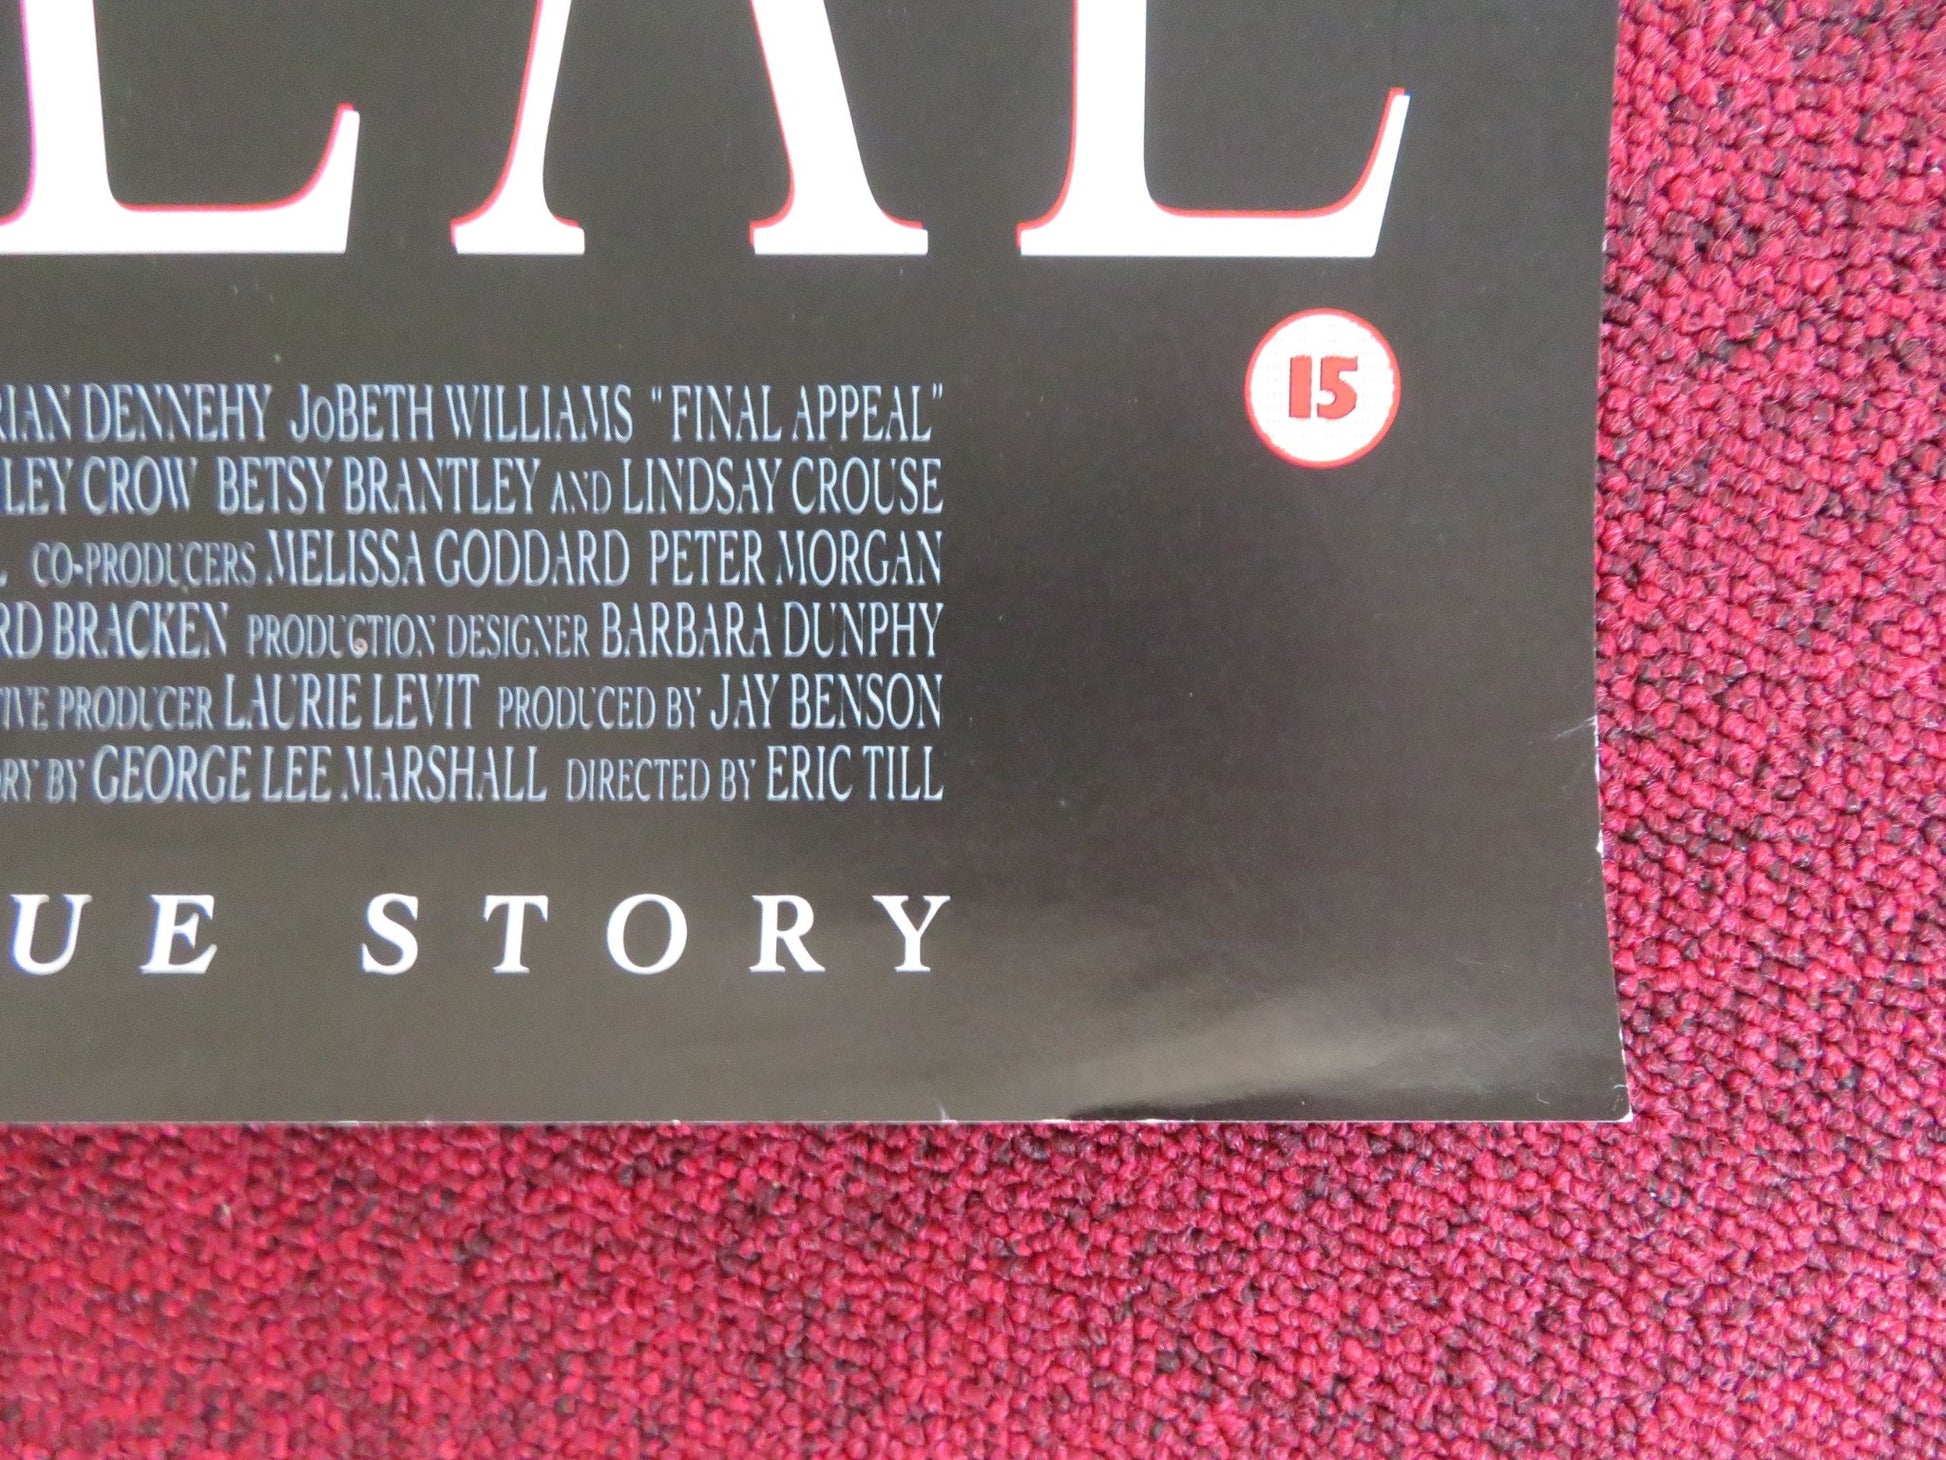 EAL
15
RIAN DENNEHY JoBETH WILLIAMS "FINAL APPEAL"
LEY CROW BETSY BRANTLEY AND LINDSAY CROUSE
CO-PRODUCERS MELISSA GODDARD PETER MORGAN
RD BRACKEN PRODUCTION DESIGNER BARBARA DUNPHY
TIVE PRODUCER LAURIE LEVIT PRODUCED BY JAY BENSON
ORY BY GEORGE LEE MARSHALL DIRECTED BY ERIC TILL
UE STORY